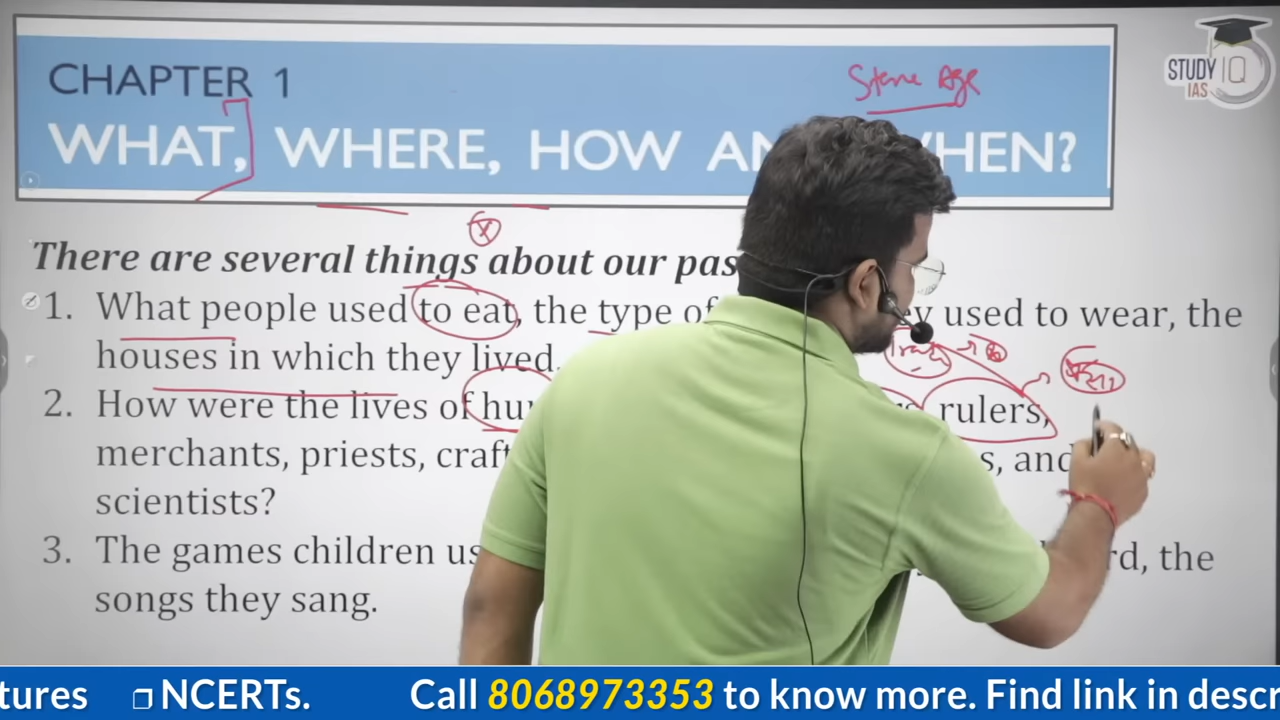 CHAPTER 1
Stone Age
STUDY IQ
IAS
WHAT, WHERE, HOW AN WHEN?
There are several things about our pas
1. What people used to eat, the type of used to wear, the
houses in which they lived.
2. How were the lives of hu rulers,
merchants, priests, craf s, and
scientists?
3. The games children us rd, the
songs they sang.
tures NCERTs. Call 8068973353 to know more. Find link in descr